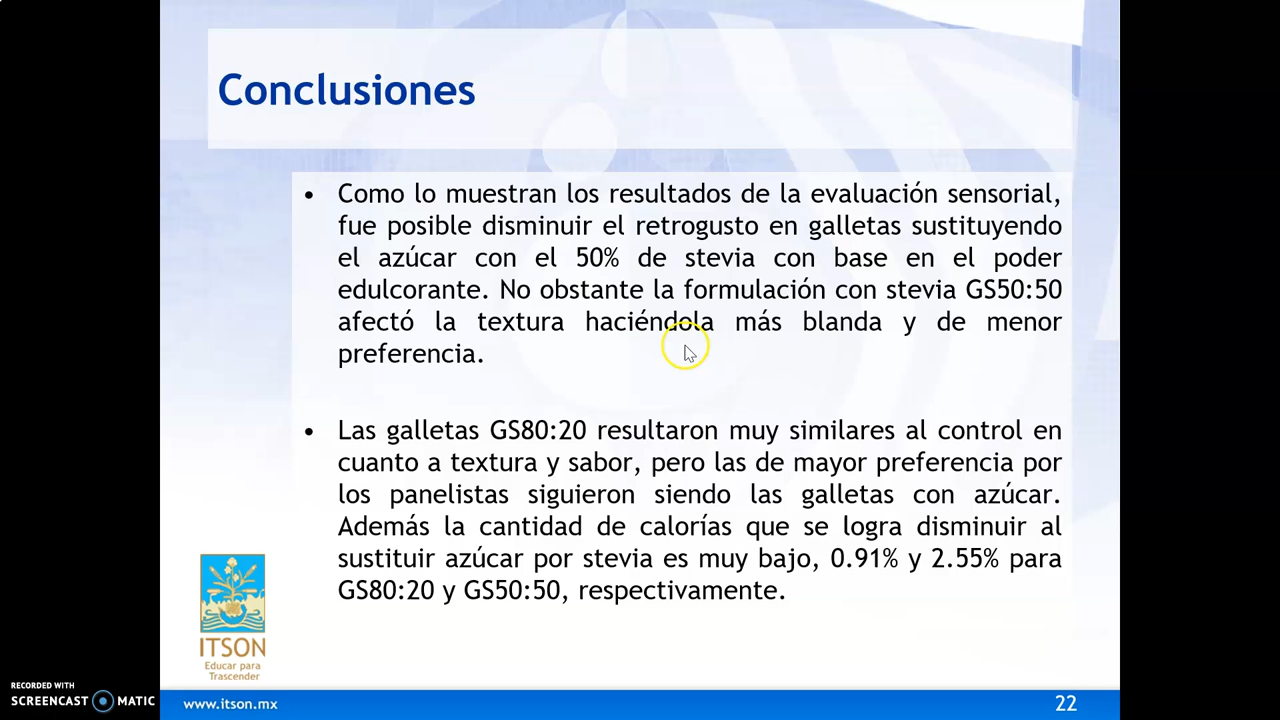 Conclusiones
• Como lo muestran los resultados de la evaluación sensorial,
fue posible disminuir el retrogusto en galletas sustituyendo
el azúcar con el 50% de stevia con base en el poder
edulcorante. No obstante la formulación con stevia GS50:50
afectó la textura haciéndola más blanda y de menor
preferencia.
• Las galletas GS80:20 resultaron muy similares al control en
cuanto a textura y sabor, pero las de mayor preferencia por
los panelistas siguieron siendo las galletas con azúcar.
Además la cantidad de calorías que se logra disminuir al
sustituir azúcar por stevia es muy bajo, 0.91% y 2.55% para
GS80:20 y GS50:50, respectivamente.
ITSON
Educar para
Trascender
RECORDED WITH
SCREENCAST MATIC
www.itson.mx
22